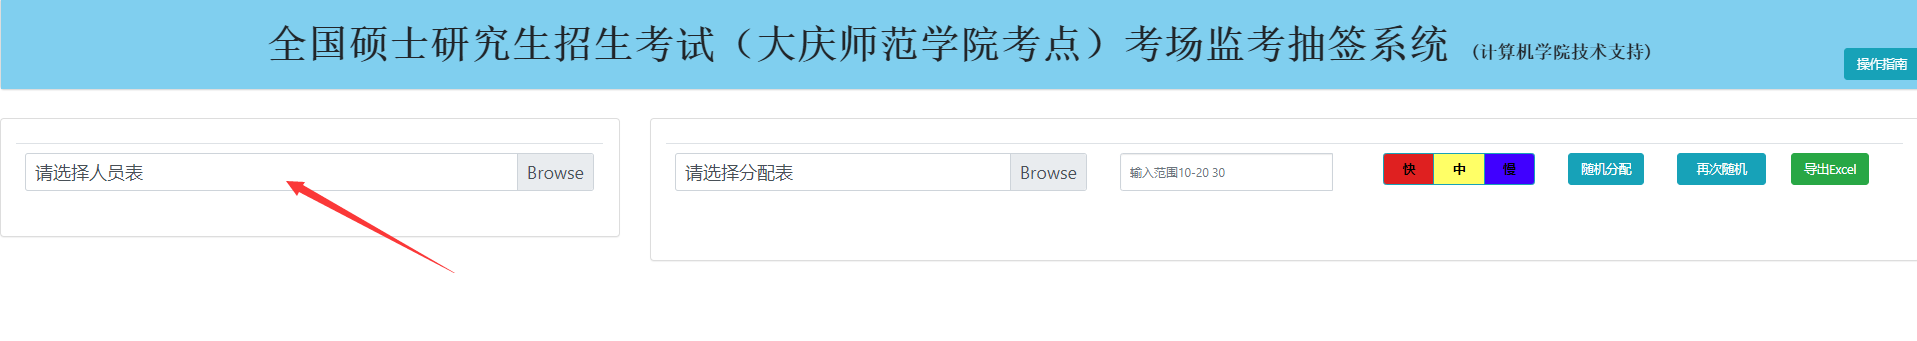 全国硕士研究生招生考试（大庆师范学院考点）考场监考抽签系统 (计算机学院技术支持)
操作指南
请选择人员表 Browse
请选择分配表 Browse 输入范围10-20 30 快 中 慢 随机分配 再次随机 导出Excel